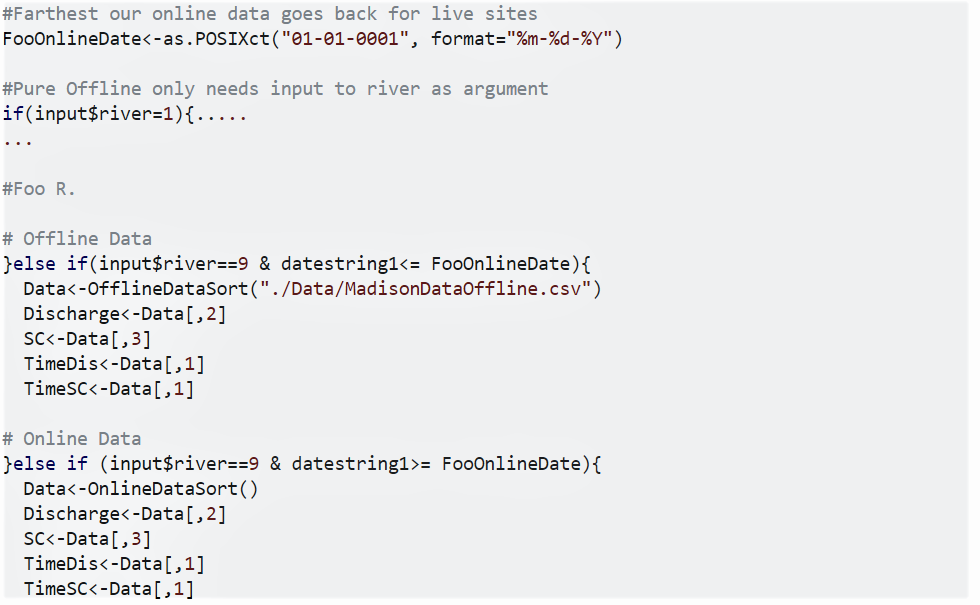 #Farthest our online data goes back for live sites
FooOnlineDate<-as.POSIXct("01-01-0001", format="%m-%d-%Y")
#Pure Offline only needs input to river as argument
if(input$river=1){.....
...
#Foo R.
# Offline Data
}else if(input$river==9 & datestring1<= FooOnlineDate){
  Data<-OfflineDataSort("./Data/MadisonDataOffline.csv")
  Discharge<-Data[,2]
  SC<-Data[,3]
  TimeDis<-Data[,1]
  TimeSC<-Data[,1]
# Online Data
}else if (input$river==9 & datestring1>= FooOnlineDate){
  Data<-OnlineDataSort()
  Discharge<-Data[,2]
  SC<-Data[,3]
  TimeDis<-Data[,1]
  TimeSC<-Data[,1]